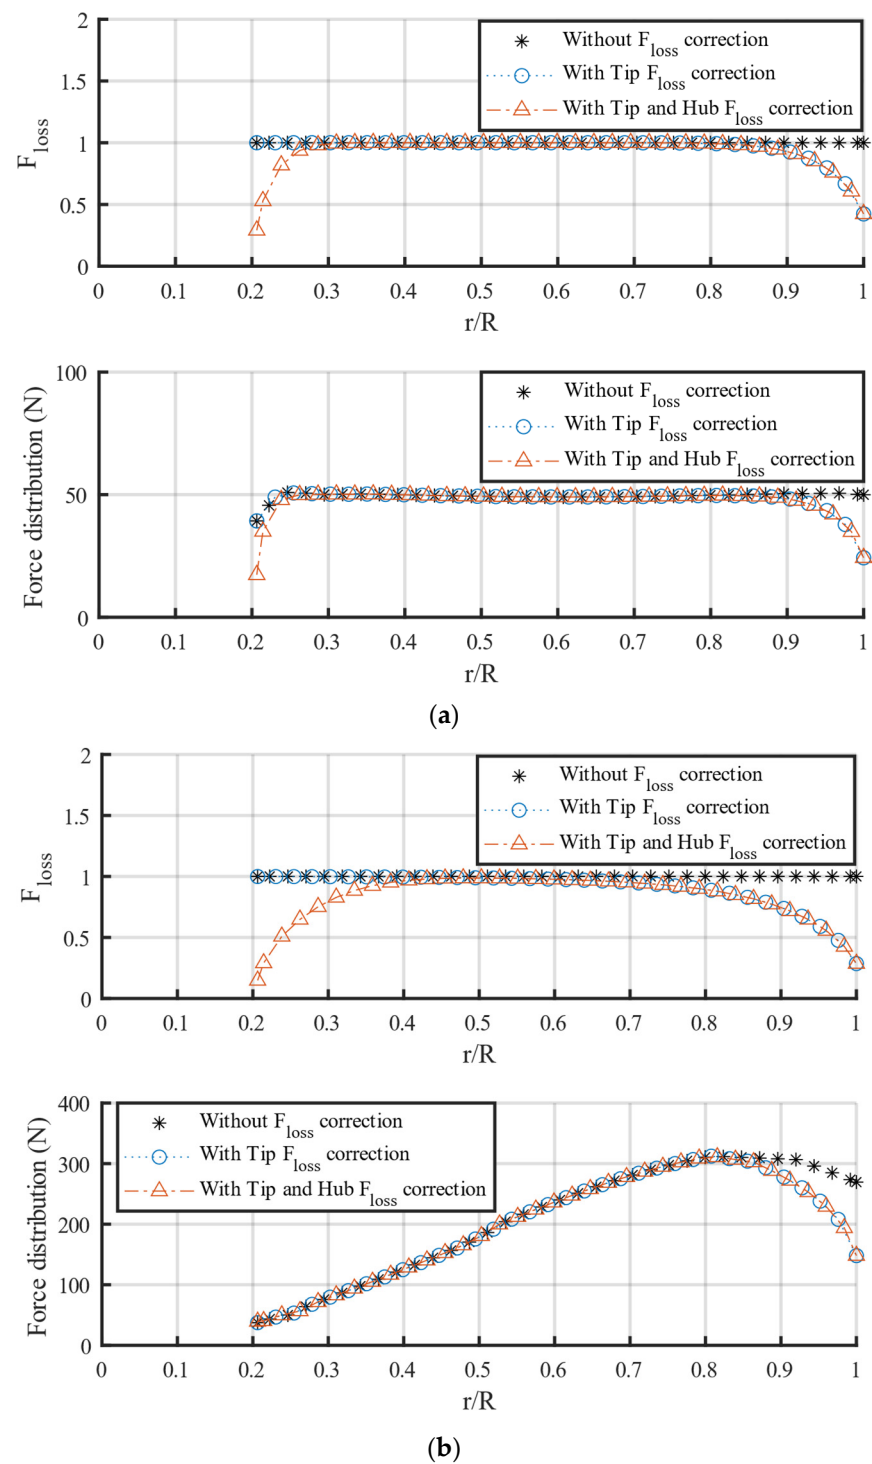 2
1.5
1
0.5
0
F_loss
Without F_loss correction
With Tip F_loss correction
With Tip and Hub F_loss correction
0 0.1 0.2 0.3 0.4 0.5 0.6 0.7 0.8 0.9 1
r/R
100
50
0
Force distribution (N)
Without F_loss correction
With Tip F_loss correction
With Tip and Hub F_loss correction
0 0.1 0.2 0.3 0.4 0.5 0.6 0.7 0.8 0.9 1
r/R
(a)
2
1.5
1
0.5
0
F_loss
Without F_loss correction
With Tip F_loss correction
With Tip and Hub F_loss correction
0 0.1 0.2 0.3 0.4 0.5 0.6 0.7 0.8 0.9 1
r/R
400
300
200
100
0
Force distribution (N)
Without F_loss correction
With Tip F_loss correction
With Tip and Hub F_loss correction
0 0.1 0.2 0.3 0.4 0.5 0.6 0.7 0.8 0.9 1
r/R
(b)